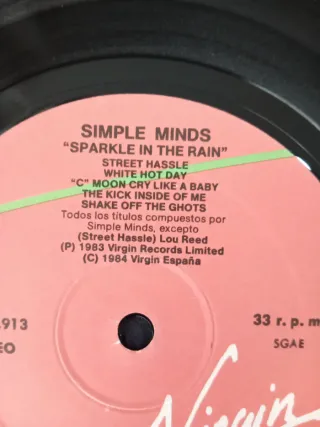 SIMPLE MINDS
"SPARKLE IN THE RAIN"
STREET HASSLE
WHITE HOT DAY
"C" MOON CRY LIKE A BABY
THE KICK INSIDE OF ME
SHAKE OFF THE GHOTS
Todos los títulos compuestos por
Simple Minds, excepto
(Street Hassle) Lou Reed
(P) 1983 Virgin Records Limited
(C) 1984 Virgin España
.913
EO
33 r. p. m
SGAE
Virgin